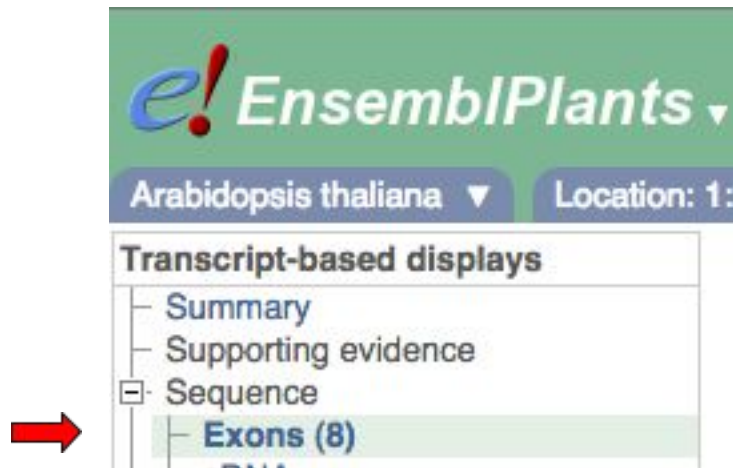 e!EnsemblPlants ▼
Arabidopsis thaliana ▼ Location: 1:
Transcript-based displays
Summary
Supporting evidence
Sequence
Exons (8)